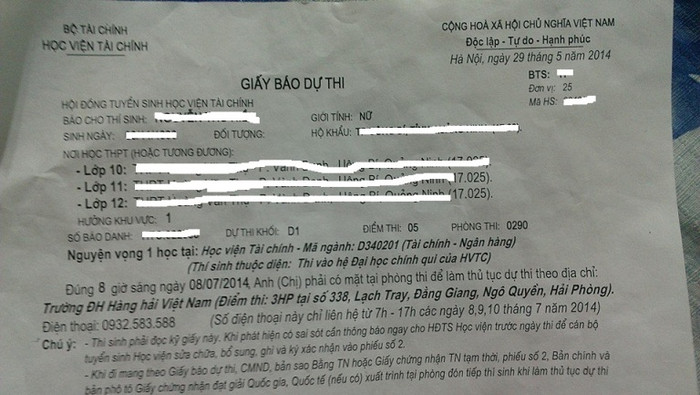 BỘ TÀI CHÍNH
HỌC VIỆN TÀI CHÍNH
CỘNG HOÀ XÃ HỘI CHỦ NGHĨA VIỆT NAM
Độc lập - Tự do - Hạnh phúc
Hà Nội, ngày 29 tháng 5 năm 2014
GIẤY BÁO DỰ THI
BTS:
Đơn vị: 25
Mã HS:
HỘI ĐỒNG TUYỂN SINH HỌC VIỆN TÀI CHÍNH
BÁO CHO THÍ SINH: GIỚI TÍNH: NỮ
SINH NGÀY: ĐỐI TƯỢNG: HỘ KHẨU:
NƠI HỌC THPT (HOẶC TƯƠNG ĐƯƠNG):
- Lớp 10: (17.025).
- Lớp 11: (17.025).
- Lớp 12: (17.025).
HƯỞNG KHU VỰC: 1
SỐ BÁO DANH: DỰ THI KHỐI: D1 ĐIỂM THI: 05 PHÒNG THI: 0290
Nguyện vọng 1 học tại: Học viện Tài chính - Mã ngành: D340201 (Tài chính - Ngân hàng)
(Thí sinh thuộc diện: Thi vào hệ Đại học chính qui của HVTC)
Đúng 8 giờ sáng ngày 08/07/2014, Anh (Chị) phải có mặt tại phòng thi để làm thủ tục dự thi theo địa chỉ:
Trường ĐH Hàng hải Việt Nam (Điểm thi: 3HP tại số 338, Lạch Tray, Đằng Giang, Ngô Quyền, Hải Phòng).
Điện thoại: 0932.583.588 (Số điện thoại này chỉ liên hệ từ 7h - 17h các ngày 8,9,10 tháng 7 năm 2014)
Chú ý: - Thí sinh phải đọc kỹ giấy này. Khi phát hiện có sai sót cần thông báo ngay cho HĐTS Học viện trước ngày thi để cán bộ
tuyển sinh Học viện sửa chữa, bổ sung, ghi và ký xác nhận vào phiếu số 2.
- Khi đi mang theo Giấy báo dự thi, CMND, bản sao Bằng TN hoặc Giấy chứng nhận TN tạm thời, phiếu số 2, Bản chính và
bản phô tô Giấy chứng nhận đạt giải Quốc gia, Quốc tế (nếu có) xuất trình tại phòng đón tiếp thí sinh khi làm thủ tục dự thi